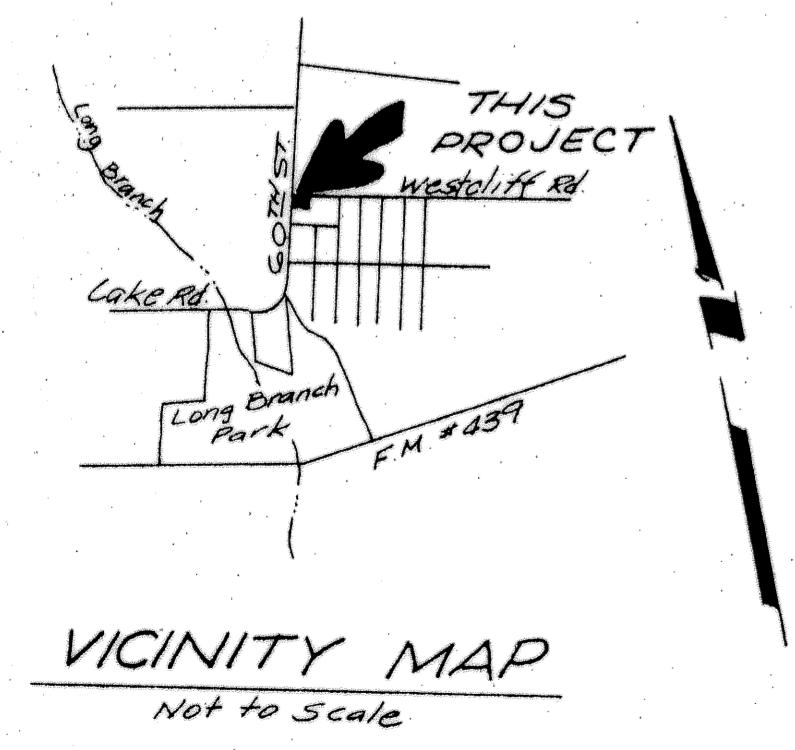 THIS
PROJECT
Long
Branch
60TH ST.
Westcliff Rd.
Lake Rd.
Long Branch
Park
F.M. #439
VICINITY MAP
Not to Scale